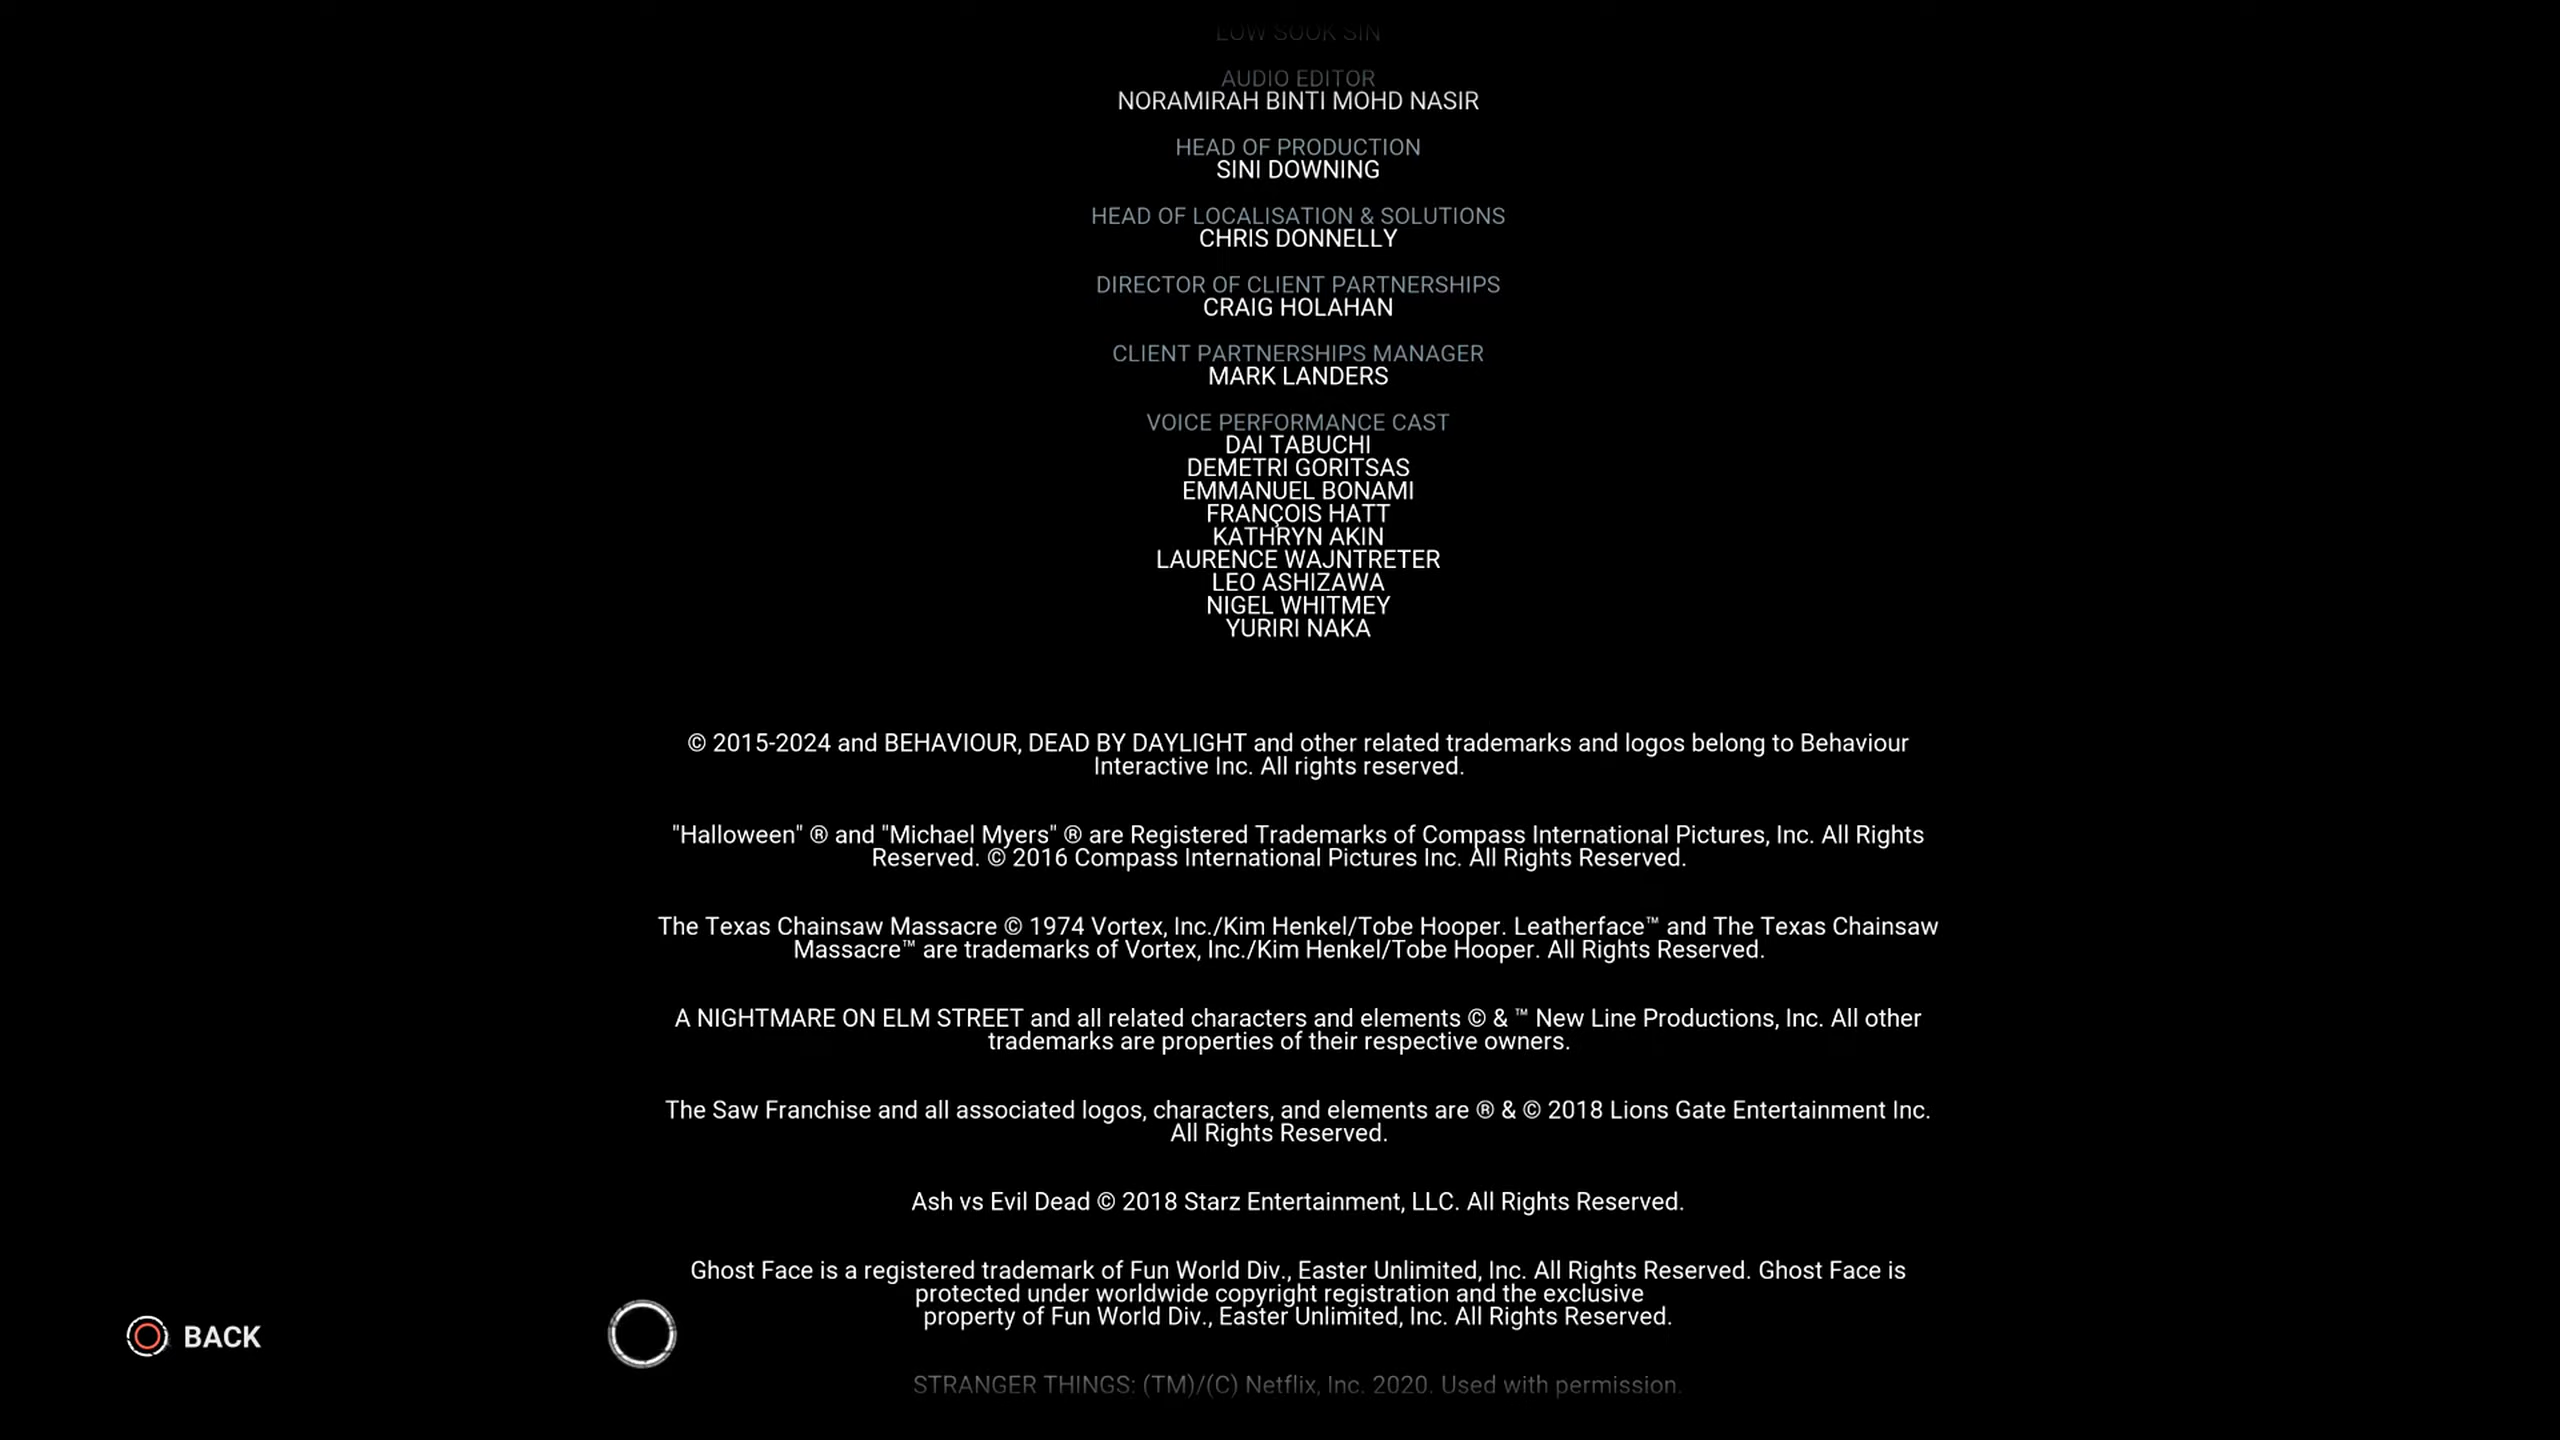 LOW SOOK SIN
AUDIO EDITOR
NORAMIRAH BINTI MOHD NASIR
HEAD OF PRODUCTION
SINI DOWNING
HEAD OF LOCALISATION & SOLUTIONS
CHRIS DONNELLY
DIRECTOR OF CLIENT PARTNERSHIPS
CRAIG HOLAHAN
CLIENT PARTNERSHIPS MANAGER
MARK LANDERS
VOICE PERFORMANCE CAST
DAI TABUCHI
DEMETRI GORITSAS
EMMANUEL BONAMI
FRANÇOIS HATT
KATHRYN AKIN
LAURENCE WAJNTRETER
LEO ASHIZAWA
NIGEL WHITMEY
YURIRI NAKA
© 2015-2024 and BEHAVIOUR, DEAD BY DAYLIGHT and other related trademarks and logos belong to Behaviour
Interactive Inc. All rights reserved.
"Halloween" ® and "Michael Myers" ® are Registered Trademarks of Compass International Pictures, Inc. All Rights
Reserved. © 2016 Compass International Pictures Inc. All Rights Reserved.
The Texas Chainsaw Massacre © 1974 Vortex, Inc./Kim Henkel/Tobe Hooper. Leatherface™ and The Texas Chainsaw
Massacre™ are trademarks of Vortex, Inc./Kim Henkel/Tobe Hooper. All Rights Reserved.
A NIGHTMARE ON ELM STREET and all related characters and elements © & ™ New Line Productions, Inc. All other
trademarks are properties of their respective owners.
The Saw Franchise and all associated logos, characters, and elements are ® & © 2018 Lions Gate Entertainment Inc.
All Rights Reserved.
Ash vs Evil Dead © 2018 Starz Entertainment, LLC. All Rights Reserved.
Ghost Face is a registered trademark of Fun World Div., Easter Unlimited, Inc. All Rights Reserved. Ghost Face is
protected under worldwide copyright registration and the exclusive
property of Fun World Div., Easter Unlimited, Inc. All Rights Reserved.
BACK
STRANGER THINGS: (TM)/(C) Netflix, Inc. 2020. Used with permission.